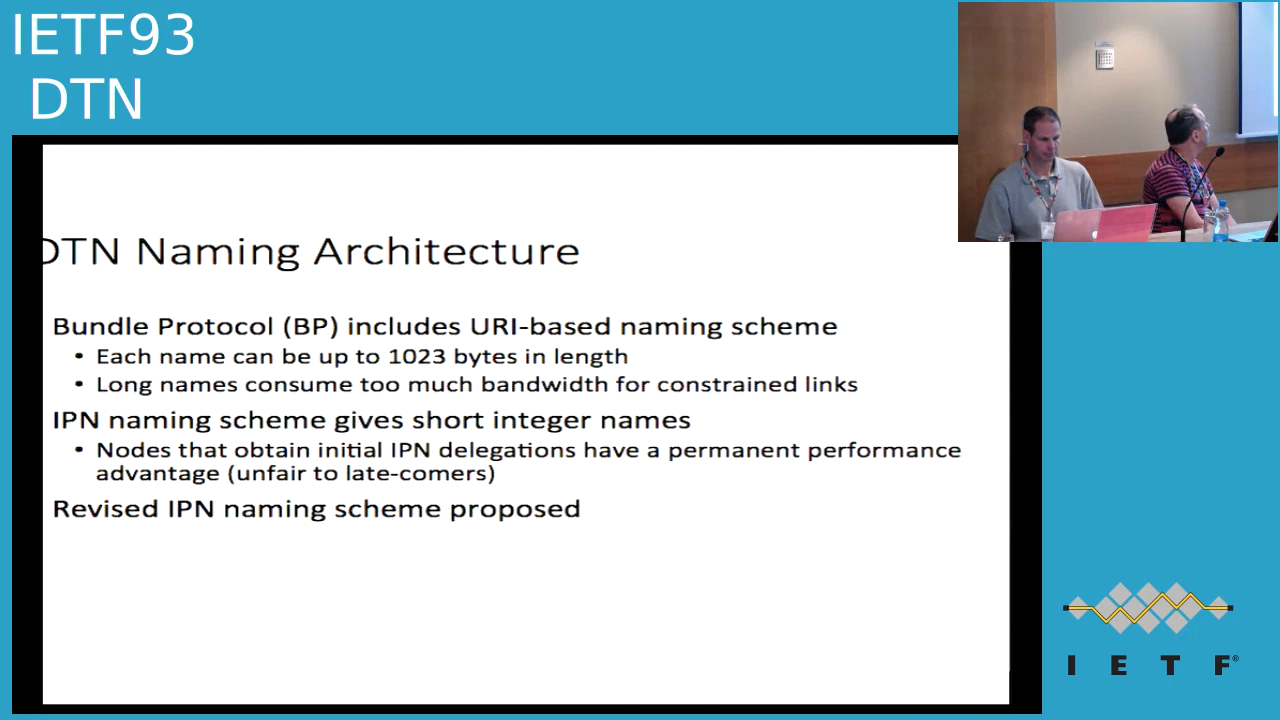 IETF93
DTN
DTN Naming Architecture
Bundle Protocol (BP) includes URI-based naming scheme
• Each name can be up to 1023 bytes in length
• Long names consume too much bandwidth for constrained links
IPN naming scheme gives short integer names
• Nodes that obtain initial IPN delegations have a permanent performance
advantage (unfair to late-comers)
Revised IPN naming scheme proposed
I E T F®